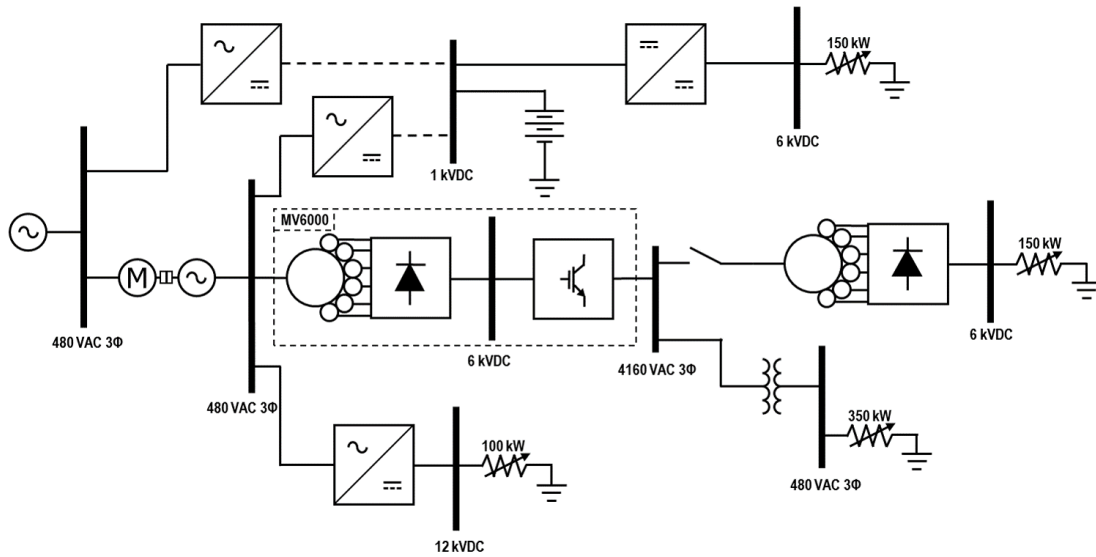 150 kW
6 kVDC
1 kVDC
MV6000
150 kW
M
480 VAC 3Φ
6 kVDC
6 kVDC
4160 VAC 3Φ
480 VAC 3Φ
350 kW
100 kW
480 VAC 3Φ
12 kVDC